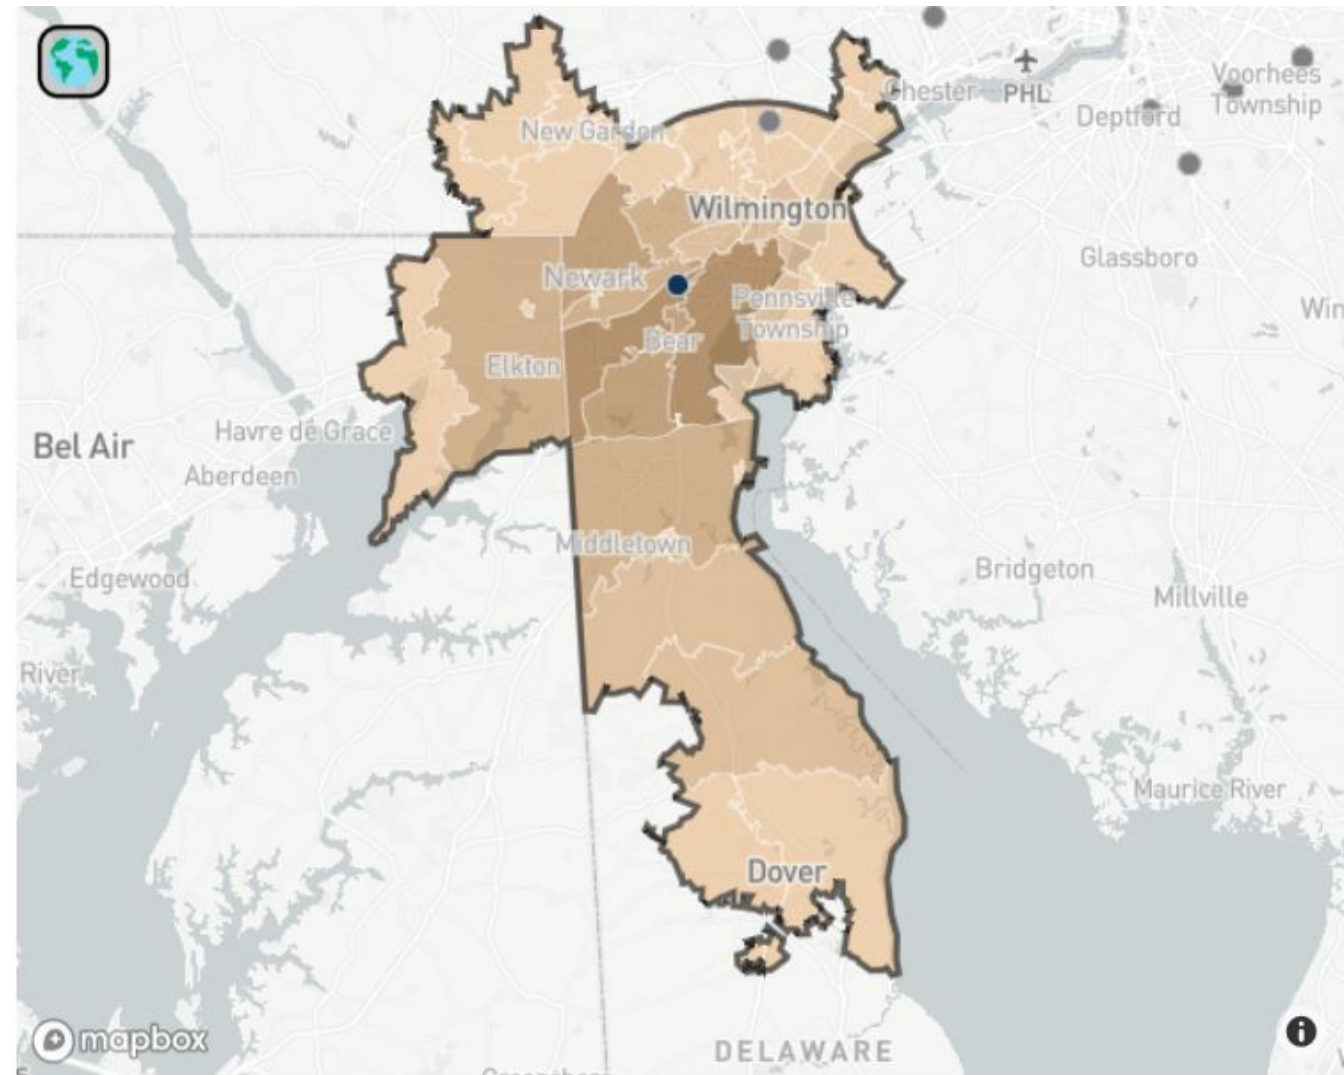 Chester
PHL
Voorhees
Township
Deptford
New Garden
Wilmington
Glassboro
Newark
Pennsville
Township
Win
Bear
Elkton
Havre de Grace
Bel Air
Aberdeen
Middletown
Edgewood
Bridgeton
Millville
River
Maurice River
Dover
mapbox
DELAWARE